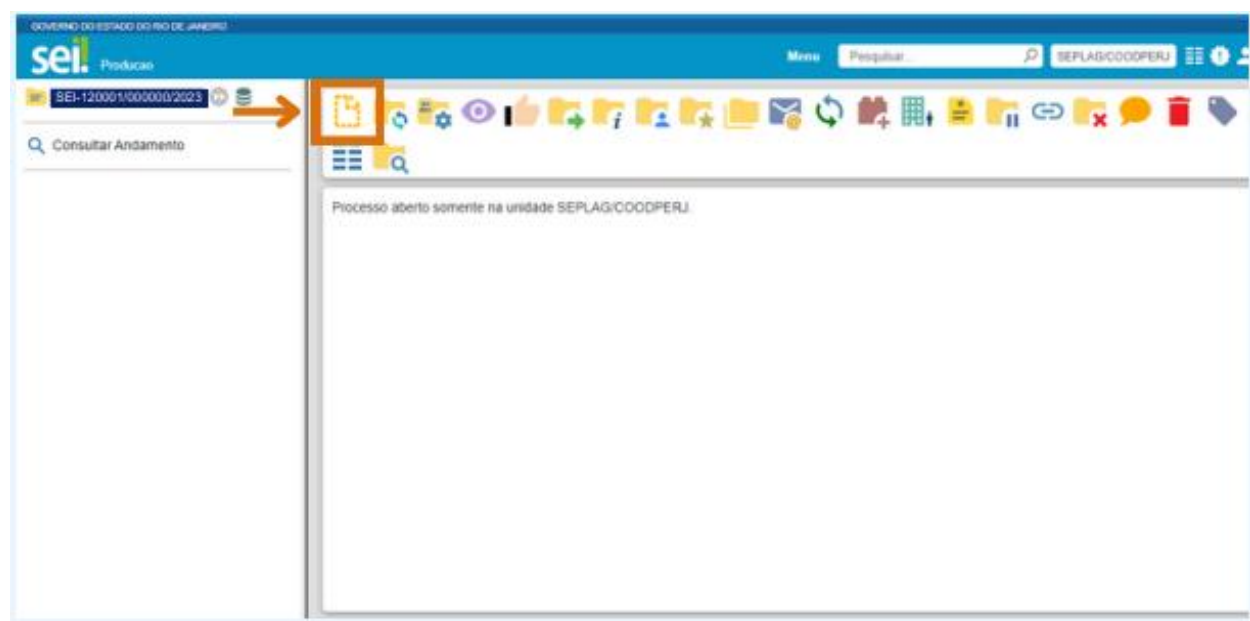 GOVERNO DO ESTADO DO RIO DE JANEIRO
sei! Producao
Menu Pesquisar... SEPLAG/COODPERJ
SEI-120001/000000/2023
Consultar Andamento
Processo aberto somente na unidade SEPLAG/COODPERJ.